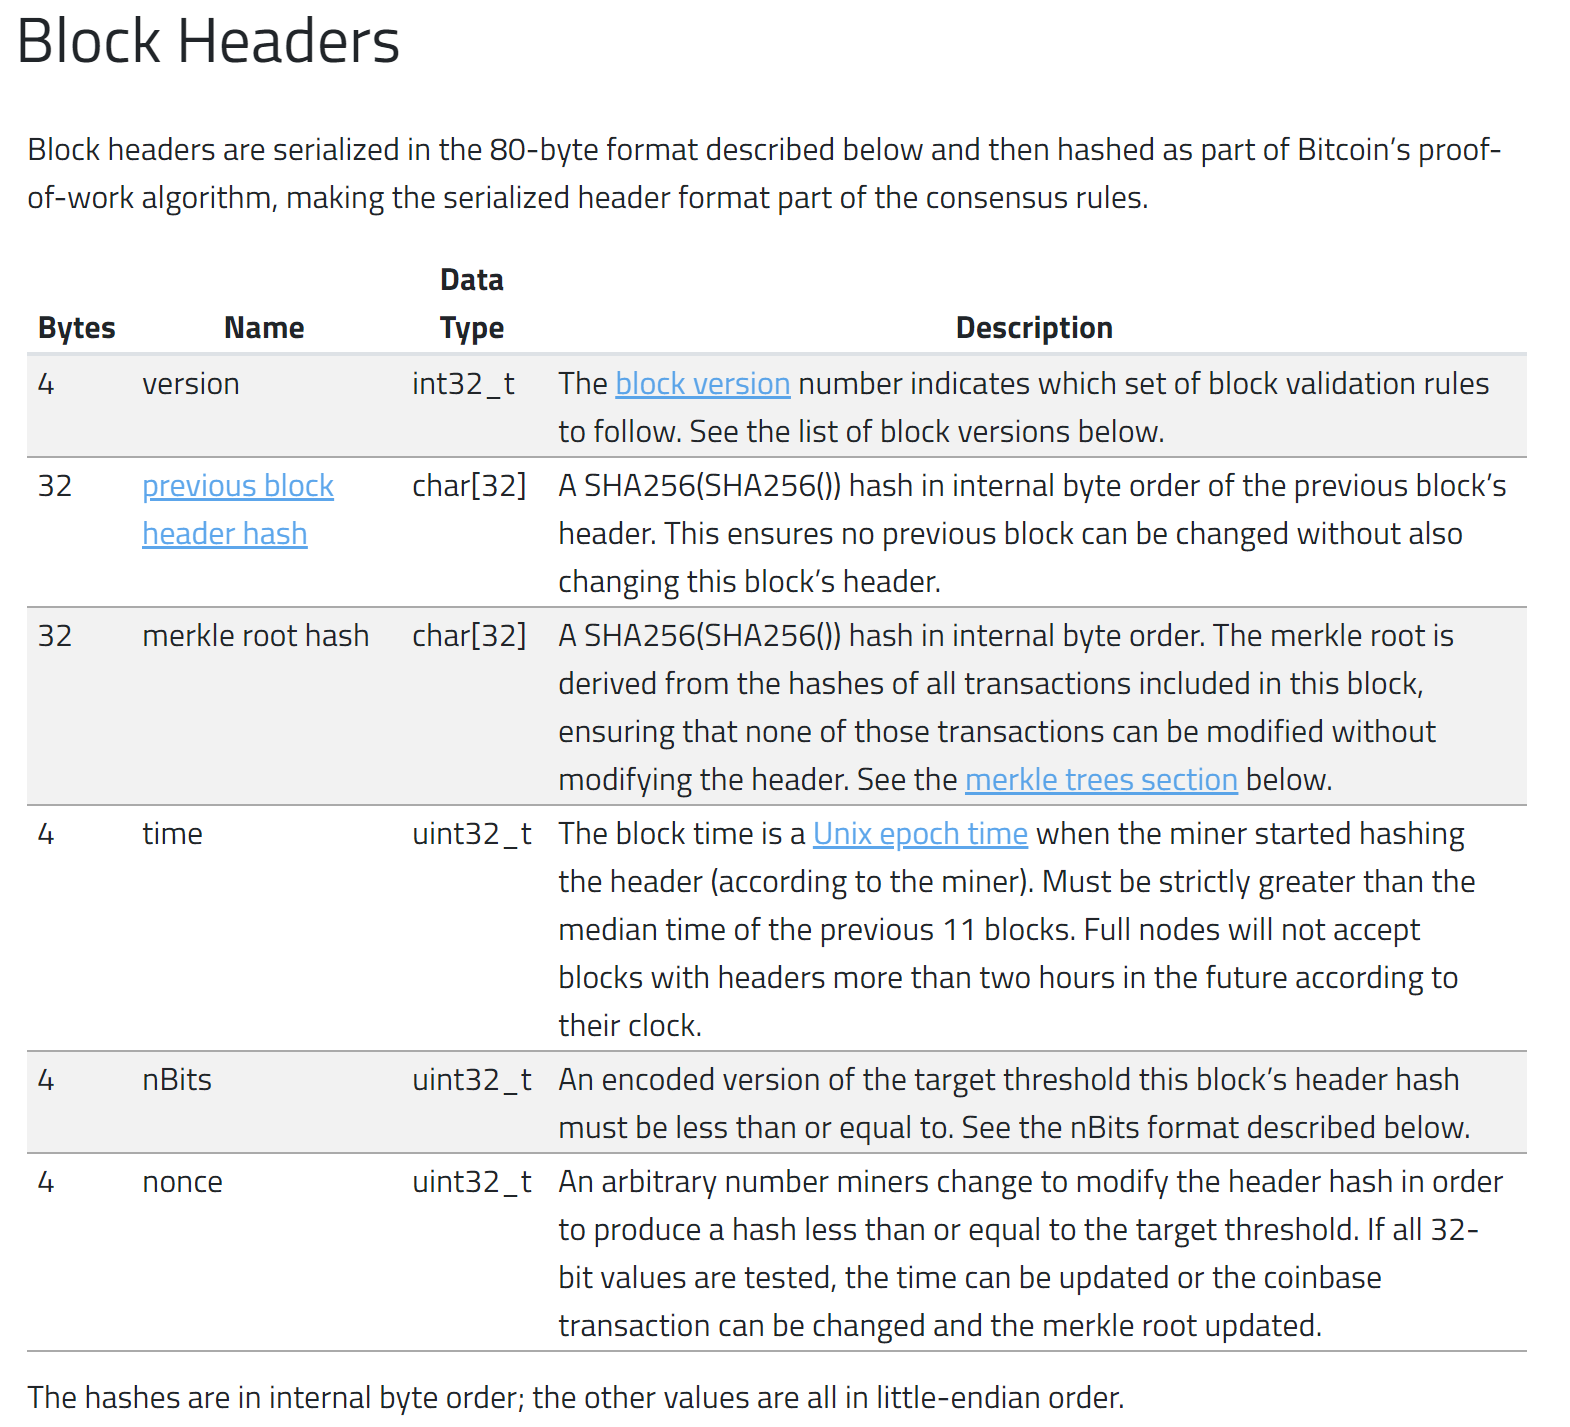 Block Headers
Block headers are serialized in the 80-byte format described below and then hashed as part of Bitcoin’s proof-
of-work algorithm, making the serialized header format part of the consensus rules.
Data
Bytes Name Type Description
4 version int32_t The block version number indicates which set of block validation rules
to follow. See the list of block versions below.
32 previous block char[32] A SHA256(SHA256()) hash in internal byte order of the previous block’s
header hash header. This ensures no previous block can be changed without also
changing this block’s header.
32 merkle root hash char[32] A SHA256(SHA256()) hash in internal byte order. The merkle root is
derived from the hashes of all transactions included in this block,
ensuring that none of those transactions can be modified without
modifying the header. See the merkle trees section below.
4 time uint32_t The block time is a Unix epoch time when the miner started hashing
the header (according to the miner). Must be strictly greater than the
median time of the previous 11 blocks. Full nodes will not accept
blocks with headers more than two hours in the future according to
their clock.
4 nBits uint32_t An encoded version of the target threshold this block’s header hash
must be less than or equal to. See the nBits format described below.
4 nonce uint32_t An arbitrary number miners change to modify the header hash in order
to produce a hash less than or equal to the target threshold. If all 32-
bit values are tested, the time can be updated or the coinbase
transaction can be changed and the merkle root updated.
The hashes are in internal byte order; the other values are all in little-endian order.